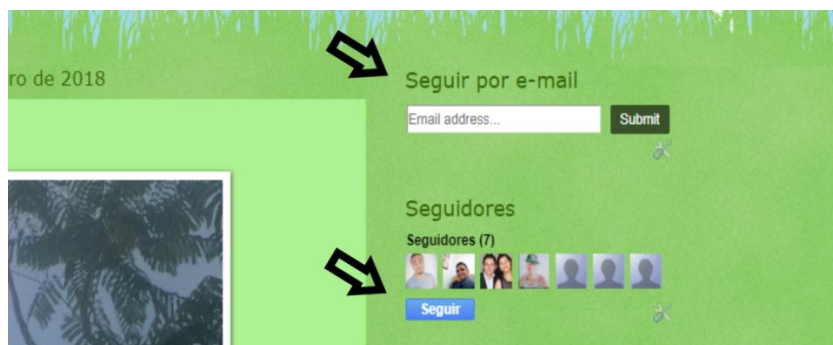 ro de 2018
Seguir por e-mail
Email address...
Submit
Seguidores
Seguidores (7)
Seguir